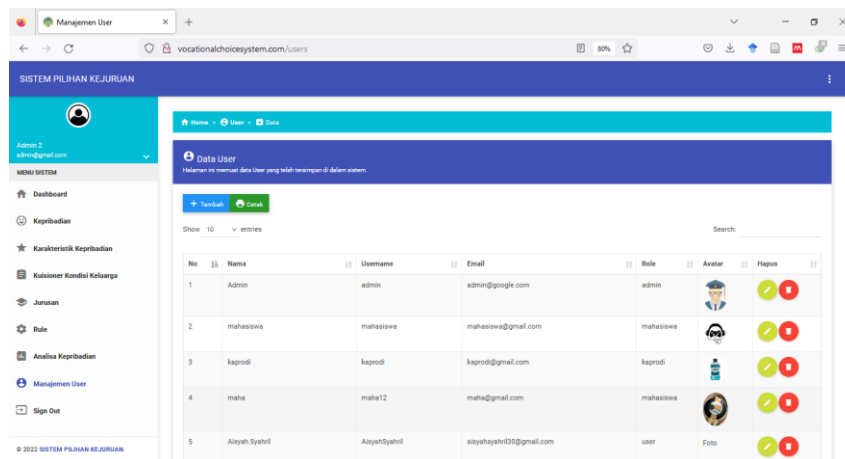 Manajemen User
vocationalchoicesystem.com/users
80%
SISTEM PILIHAN KEJURUAN
Admin 2
admin@gmail.com
MENU SISTEM
Dashboard
Kepribadian
Karakteristik Kepribadian
Kuisioner Kondisi Keluarga
Jurusan
Rule
Analisa Kepribadian
Manajemen User
Sign Out
© 2022 SISTEM PILIHAN KEJURUAN.
Home > User > Data
Data User
Halaman ini memuat data User yang telah tersimpan di dalam sistem.
+ Tambah Cetak
Show 10 entries Search:
No Nama Username Email Role Avatar Hapus
1 Admin admin admin@google.com admin
2 mahasiswa mahasiswa mahasiswa@gmail.com mahasiswa
3 kaprodi kaprodi kaprodi@gmail.com kaprodi
4 maha maha12 maha@gmail.com mahasiswa
5 Aisyah Syahril AisyahSyahril aisyahsyahril30@gmail.com user Foto